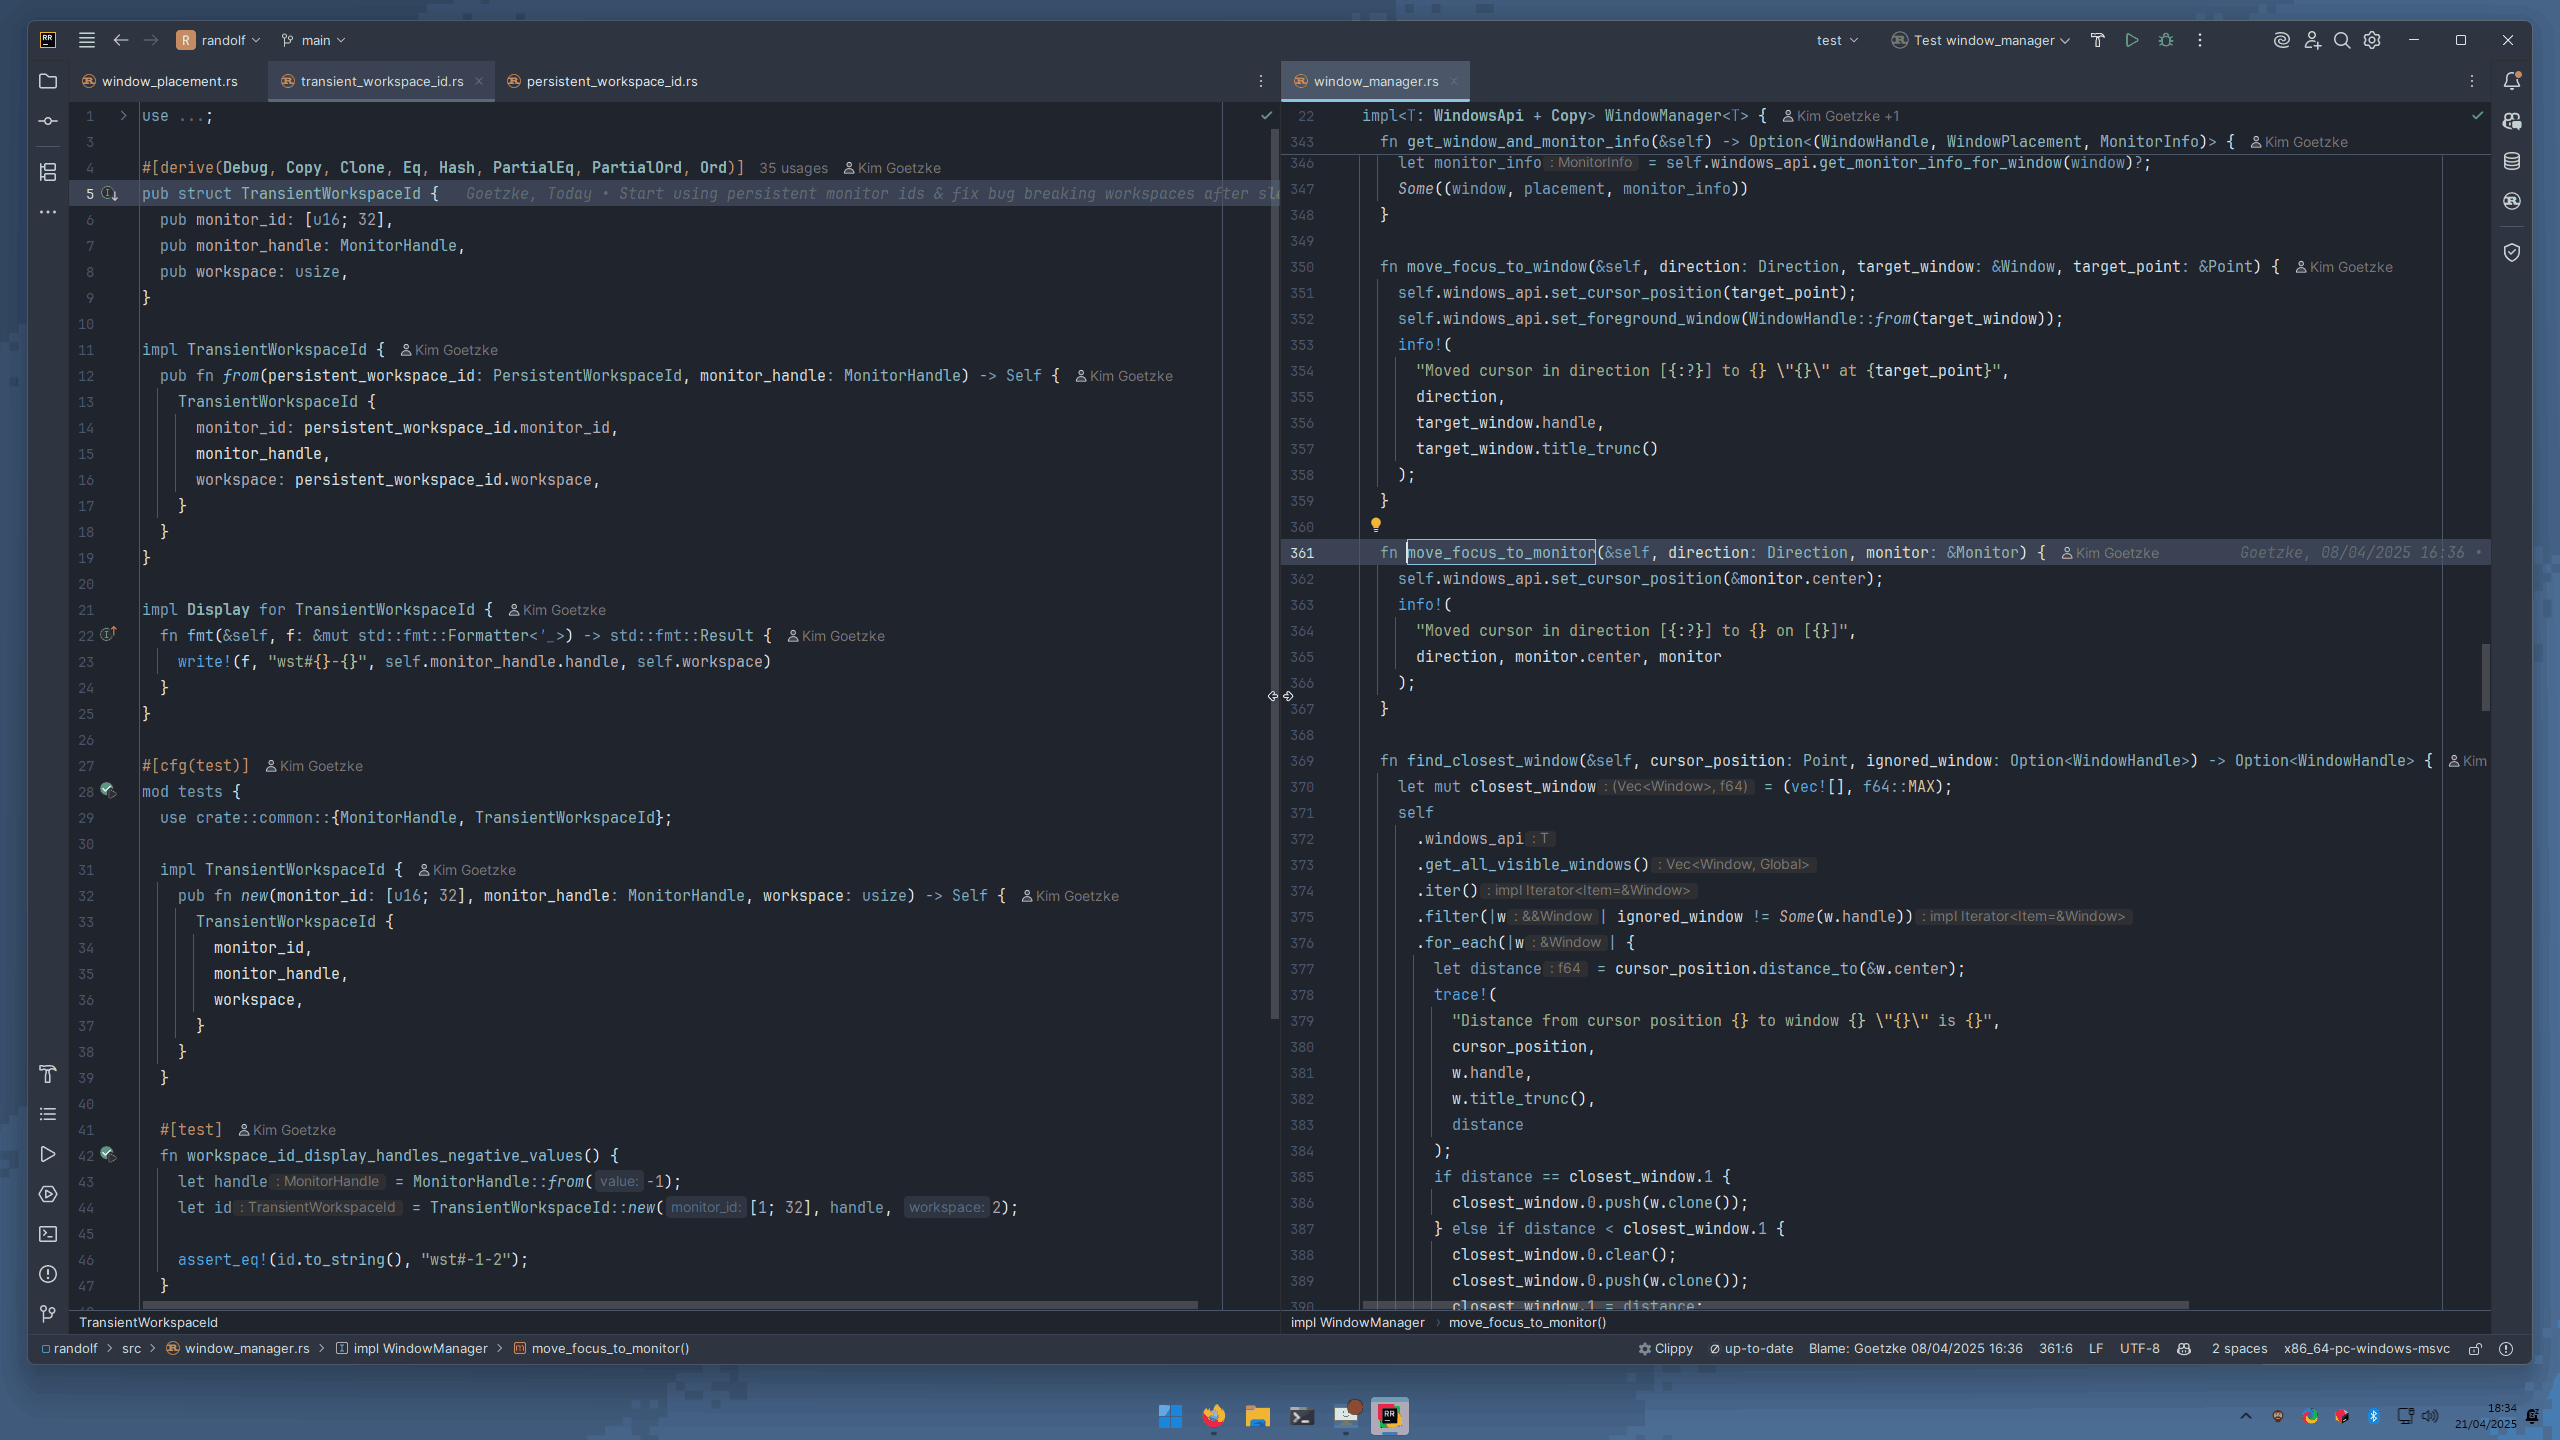 RR
R randolf
main
test
Test window_manager
window_placement.rs
transient_workspace_id.rs
persistent_workspace_id.rs
window_manager.rs
1 use ...;
3
4 #[derive(Debug, Copy, Clone, Eq, Hash, PartialEq, PartialOrd, Ord)] 35 usages Kim Goetzke
5 pub struct TransientWorkspaceId { Goetzke, Today • Start using persistent monitor ids & fix bug breaking workspaces after
6 pub monitor_id: [u16; 32],
7 pub monitor_handle: MonitorHandle,
8 pub workspace: usize,
9 }
10
11 impl TransientWorkspaceId { Kim Goetzke
12 pub fn from(persistent_workspace_id: PersistentWorkspaceId, monitor_handle: MonitorHandle) -> Self { Kim Goetzke
13 TransientWorkspaceId {
14 monitor_id: persistent_workspace_id.monitor_id,
15 monitor_handle,
16 workspace: persistent_workspace_id.workspace,
17 }
18 }
19 }
20
21 impl Display for TransientWorkspaceId { Kim Goetzke
22 fn fmt(&self, f: &mut std::fmt::Formatter<'_>) -> std::fmt::Result { Kim Goetzke
23 write!(f, "wst#{}-{}", self.monitor_handle.handle, self.workspace)
24 }
25 }
26
27 #[cfg(test)] Kim Goetzke
28 mod tests {
29 use crate::common::{MonitorHandle, TransientWorkspaceId};
30
31 impl TransientWorkspaceId { Kim Goetzke
32 pub fn new(monitor_id: [u16; 32], monitor_handle: MonitorHandle, workspace: usize) -> Self { Kim Goetzke
33 TransientWorkspaceId {
34 monitor_id,
35 monitor_handle,
36 workspace,
37 }
38 }
39 }
40
41 #[test] Kim Goetzke
42 fn workspace_id_display_handles_negative_values() {
43 let handle : MonitorHandle = MonitorHandle::from( value: -1);
44 let id : TransientWorkspaceId = TransientWorkspaceId::new( monitor_id: [1; 32], handle, workspace: 2);
45
46 assert_eq!(id.to_string(), "wst#-1-2");
47 }
TransientWorkspaceId
22 impl<T: WindowsApi + Copy> WindowManager<T> { Kim Goetzke +1
343 fn get_window_and_monitor_info(&self) -> Option<(WindowHandle, WindowPlacement, MonitorInfo)> { Kim Goetzke
346 let monitor_info : MonitorInfo = self.windows_api.get_monitor_info_for_window(window)?;
347 Some((window, placement, monitor_info))
348 }
349
350 fn move_focus_to_window(&self, direction: Direction, target_window: &Window, target_point: &Point) { Kim Goetzke
351 self.windows_api.set_cursor_position(target_point);
352 self.windows_api.set_foreground_window(WindowHandle::from(target_window));
353 info!(
354 "Moved cursor in direction [{:?}] to {} \"{}\" at {target_point}",
355 direction,
356 target_window.handle,
357 target_window.title_trunc()
358 );
359 }
360
361 fn move_focus_to_monitor(&self, direction: Direction, monitor: &Monitor) { Kim Goetzke Goetzke, 08/04/2025 16:36 •
362 self.windows_api.set_cursor_position(&monitor.center);
363 info!(
364 "Moved cursor in direction [{:?}] to {} on [{}]",
365 direction, monitor.center, monitor
366 );
367 }
368
369 fn find_closest_window(&self, cursor_position: Point, ignored_window: Option<WindowHandle>) -> Option<WindowHandle> { Kim
370 let mut closest_window : (Vec<Window>, f64) = (vec![], f64::MAX);
371 self
372 .windows_api : T
373 .get_all_visible_windows() : Vec<Window, Global>
374 .iter() : impl Iterator<Item=&Window>
375 .filter(|w : &&Window | ignored_window != Some(w.handle)) : impl Iterator<Item=&Window>
376 .for_each(|w : &Window | {
377 let distance : f64 = cursor_position.distance_to(&w.center);
378 trace!(
379 "Distance from cursor position {} to window {} \"{}\" is {}",
380 cursor_position,
381 w.handle,
382 w.title_trunc(),
383 distance
384 );
385 if distance == closest_window.1 {
386 closest_window.0.push(w.clone());
387 } else if distance < closest_window.1 {
388 closest_window.0.clear();
389 closest_window.0.push(w.clone());
390 closest_window.1 = distance;
impl WindowManager › move_focus_to_monitor()
randolf › src › window_manager.rs › impl WindowManager › move_focus_to_monitor()
Clippy up-to-date Blame: Goetzke 08/04/2025 16:36 361:6 LF UTF-8 2 spaces x86_64-pc-windows-msvc
18:34
21/04/2025